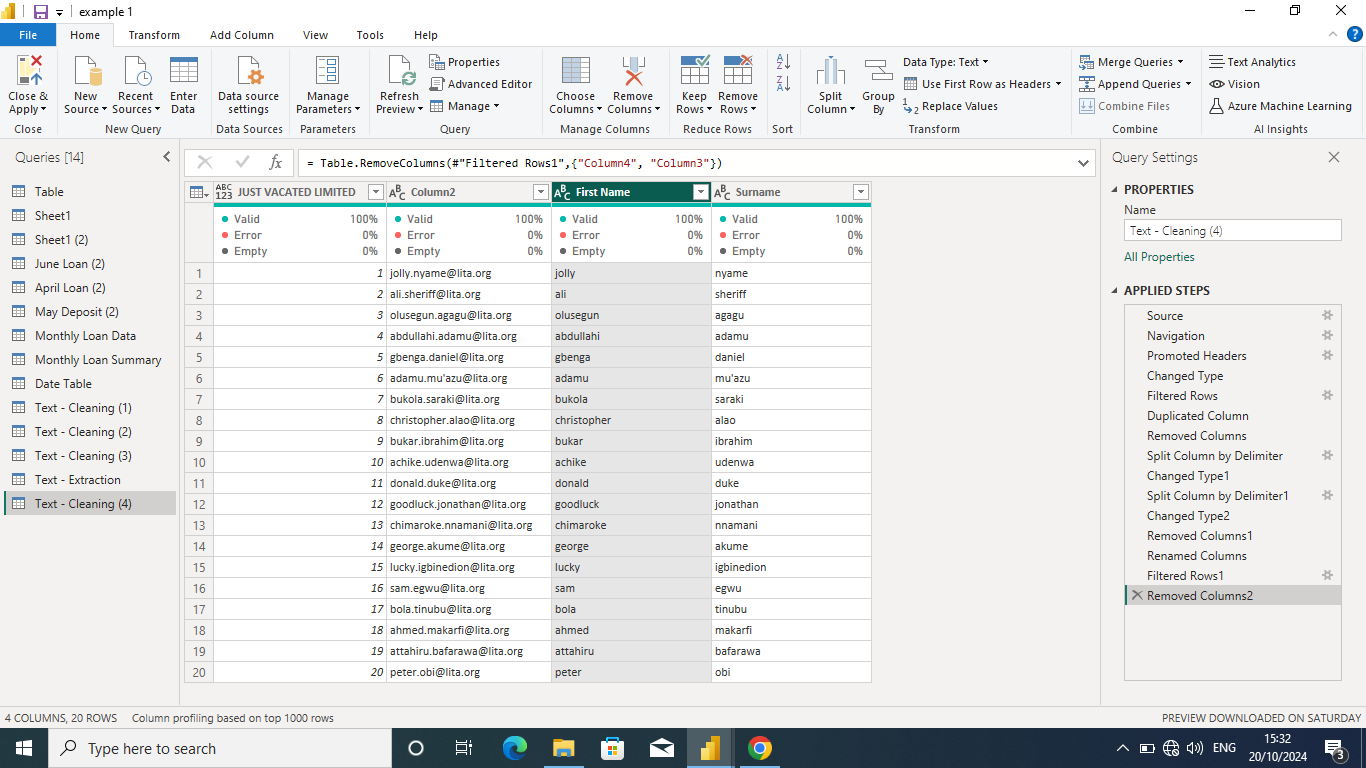 example 1
File Home Transform Add Column View Tools Help
Close & Apply
Close
New Source
Recent Sources
Enter Data
New Query
Data source settings
Data Sources
Manage Parameters
Parameters
Refresh Preview
Properties
Advanced Editor
Manage
Query
Choose Columns
Remove Columns
Manage Columns
Keep Rows
Remove Rows
Reduce Rows
Sort
Split Column
Group By
Data Type: Text
Use First Row as Headers
Replace Values
Transform
Merge Queries
Append Queries
Combine Files
Combine
Text Analytics
Vision
Azure Machine Learning
AI Insights
Queries [14]
Table
Sheet1
Sheet1 (2)
June Loan (2)
April Loan (2)
May Deposit (2)
Monthly Loan Data
Monthly Loan Summary
Date Table
Text - Cleaning (1)
Text - Cleaning (2)
Text - Cleaning (3)
Text - Extraction
Text - Cleaning (4)
fx = Table.RemoveColumns(#"Filtered Rows1",{"Column4", "Column3"})
ABC 123 JUST VACATED LIMITED ABC Column2 ABC First Name ABC Surname
Valid 100% Valid 100% Valid 100% Valid 100%
Error 0% Error 0% Error 0% Error 0%
Empty 0% Empty 0% Empty 0% Empty 0%
1 1 jolly.nyame@lita.org jolly nyame
2 2 ali.sheriff@lita.org ali sheriff
3 3 olusegun.agagu@lita.org olusegun agagu
4 4 abdullahi.adamu@lita.org abdullahi adamu
5 5 gbenga.daniel@lita.org gbenga daniel
6 6 adamu.mu'azu@lita.org adamu mu'azu
7 7 bukola.saraki@lita.org bukola saraki
8 8 christopher.alao@lita.org christopher alao
9 9 bukar.ibrahim@lita.org bukar ibrahim
10 10 achike.udenwa@lita.org achike udenwa
11 11 donald.duke@lita.org donald duke
12 12 goodluck.jonathan@lita.org goodluck jonathan
13 13 chimaroke.nnamani@lita.org chimaroke nnamani
14 14 george.akume@lita.org george akume
15 15 lucky.igbinedion@lita.org lucky igbinedion
16 16 sam.egwu@lita.org sam egwu
17 17 bola.tinubu@lita.org bola tinubu
18 18 ahmed.makarfi@lita.org ahmed makarfi
19 19 attahiru.bafarawa@lita.org attahiru bafarawa
20 20 peter.obi@lita.org peter obi
Query Settings
PROPERTIES
Name
Text - Cleaning (4)
All Properties
APPLIED STEPS
Source
Navigation
Promoted Headers
Changed Type
Filtered Rows
Duplicated Column
Removed Columns
Split Column by Delimiter
Changed Type1
Split Column by Delimiter1
Changed Type2
Removed Columns1
Renamed Columns
Filtered Rows1
Removed Columns2
4 COLUMNS, 20 ROWS Column profiling based on top 1000 rows PREVIEW DOWNLOADED ON SATURDAY
Type here to search
ENG
15:32
20/10/2024
3